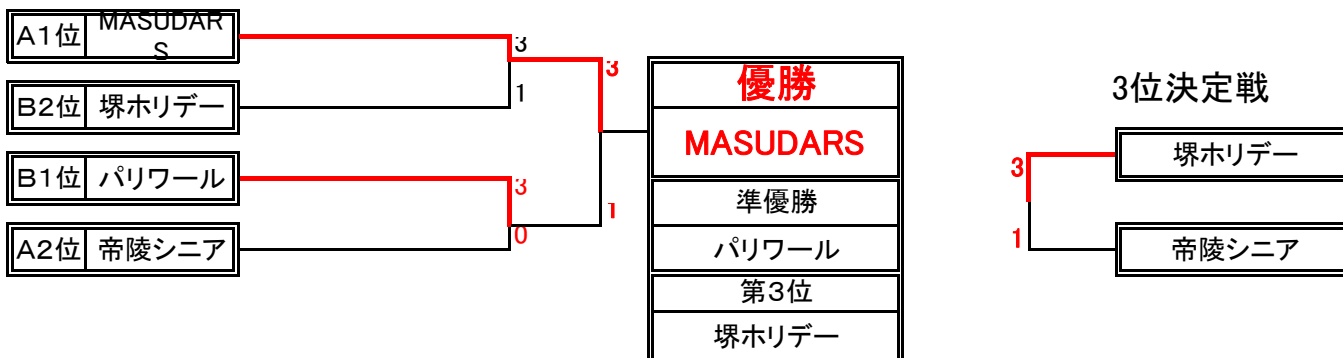 A1位 MASUDAR
S
3
B2位 堺ホリデー
1
B1位 パリワール
3
A2位 帝陵シニア
0
3
1
優勝
MASUDARS
準優勝
パリワール
第3位
堺ホリデー
3位決定戦
堺ホリデー
3
帝陵シニア
1